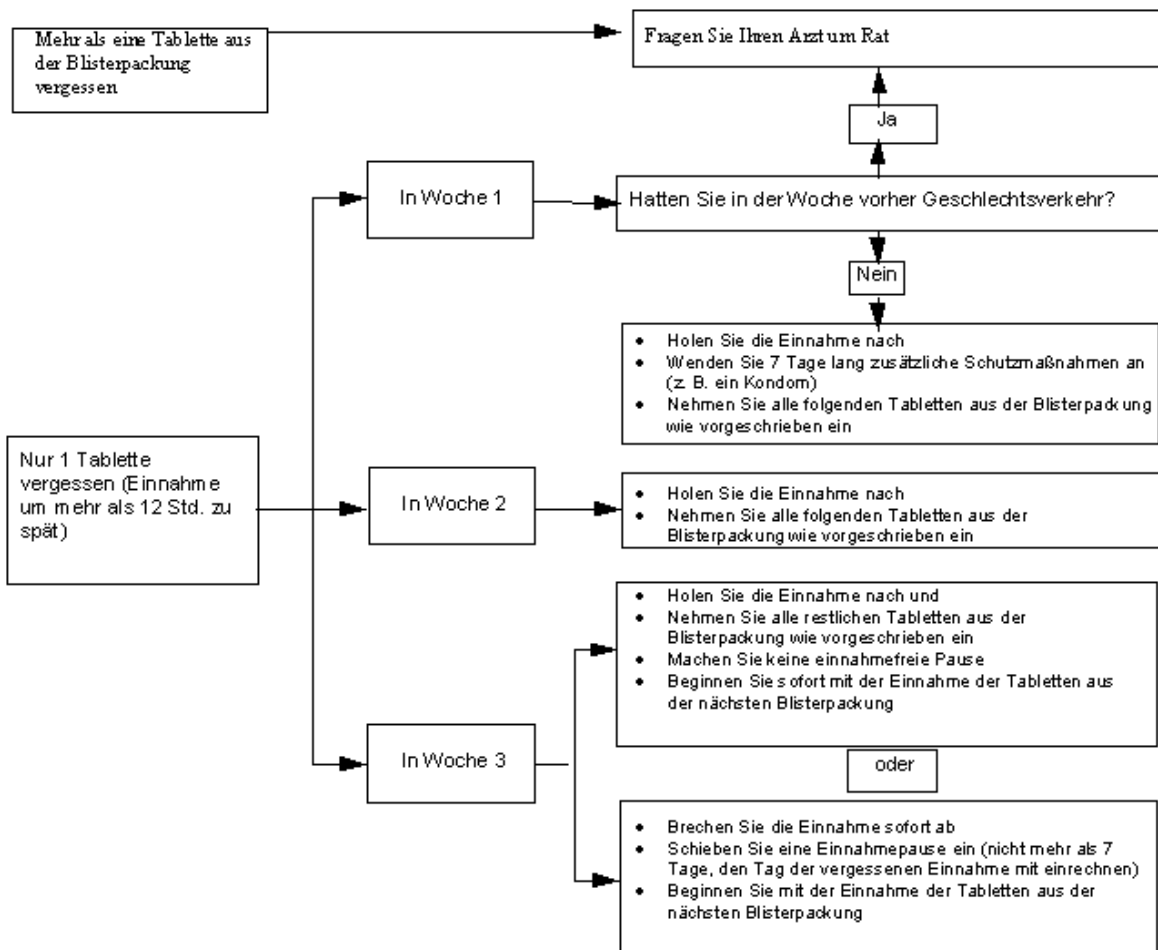 Mehr als eine Tablette aus
der Blisterpackung
vergessen
Fragen Sie Ihren Arzt um Rat
Ja
In Woche 1
Hatten Sie in der Woche vorher Geschlechtsverkehr?
Nein
• Holen Sie die Einnahme nach
• Wenden Sie 7 Tage lang zusätzliche Schutzmaßnahmen an
(z. B. ein Kondom)
• Nehmen Sie alle folgenden Tabletten aus der Blisterpackung
wie vorgeschrieben ein
Nur 1 Tablette
vergessen (Einnahme
um mehr als 12 Std. zu
spät)
In Woche 2
• Holen Sie die Einnahme nach
• Nehmen Sie alle folgenden Tabletten aus der
Blisterpackung wie vorgeschrieben ein
In Woche 3
• Holen Sie die Einnahme nach und
• Nehmen Sie alle restlichen Tabletten aus der
Blisterpackung wie vorgeschrieben ein
• Machen Sie keine einnahmefreie Pause
• Beginnen Sie sofort mit der Einnahme der Tabletten aus
der nächsten Blisterpackung
oder
• Brechen Sie die Einnahme sofort ab
• Schieben Sie eine Einnahmepause ein (nicht mehr als 7
Tage, den Tag der vergessenen Einnahme mit einrechnen)
• Beginnen Sie mit der Einnahme der Tabletten aus der
nächsten Blisterpackung